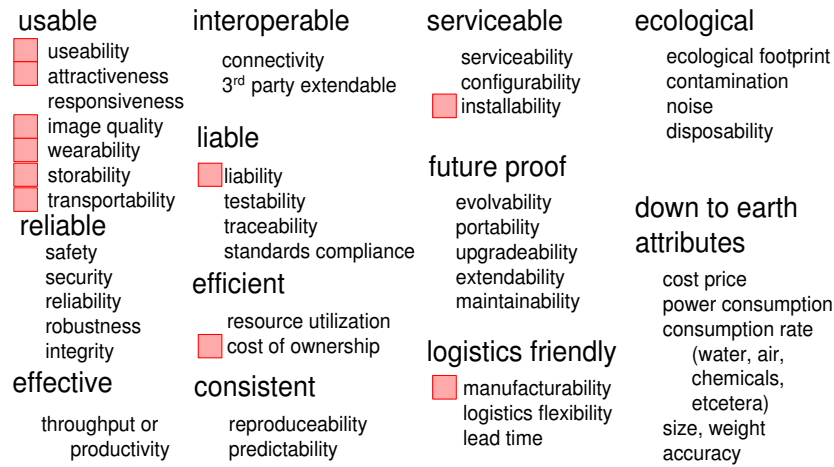 usable
useability
attractiveness
responsiveness
image quality
wearability
storability
transportability
reliable
safety
security
reliability
robustness
integrity
effective
throughput or
productivity
interoperable
connectivity
3rd party extendable
liable
liability
testability
traceability
standards compliance
efficient
resource utilization
cost of ownership
consistent
reproduceability
predictability
serviceable
serviceability
configurability
installability
future proof
evolvability
portability
upgradeability
extendability
maintainability
logistics friendly
manufacturability
logistics flexibility
lead time
ecological
ecological footprint
contamination
noise
disposability
down to earth
attributes
cost price
power consumption
consumption rate
(water, air,
chemicals,
etcetera)
size, weight
accuracy